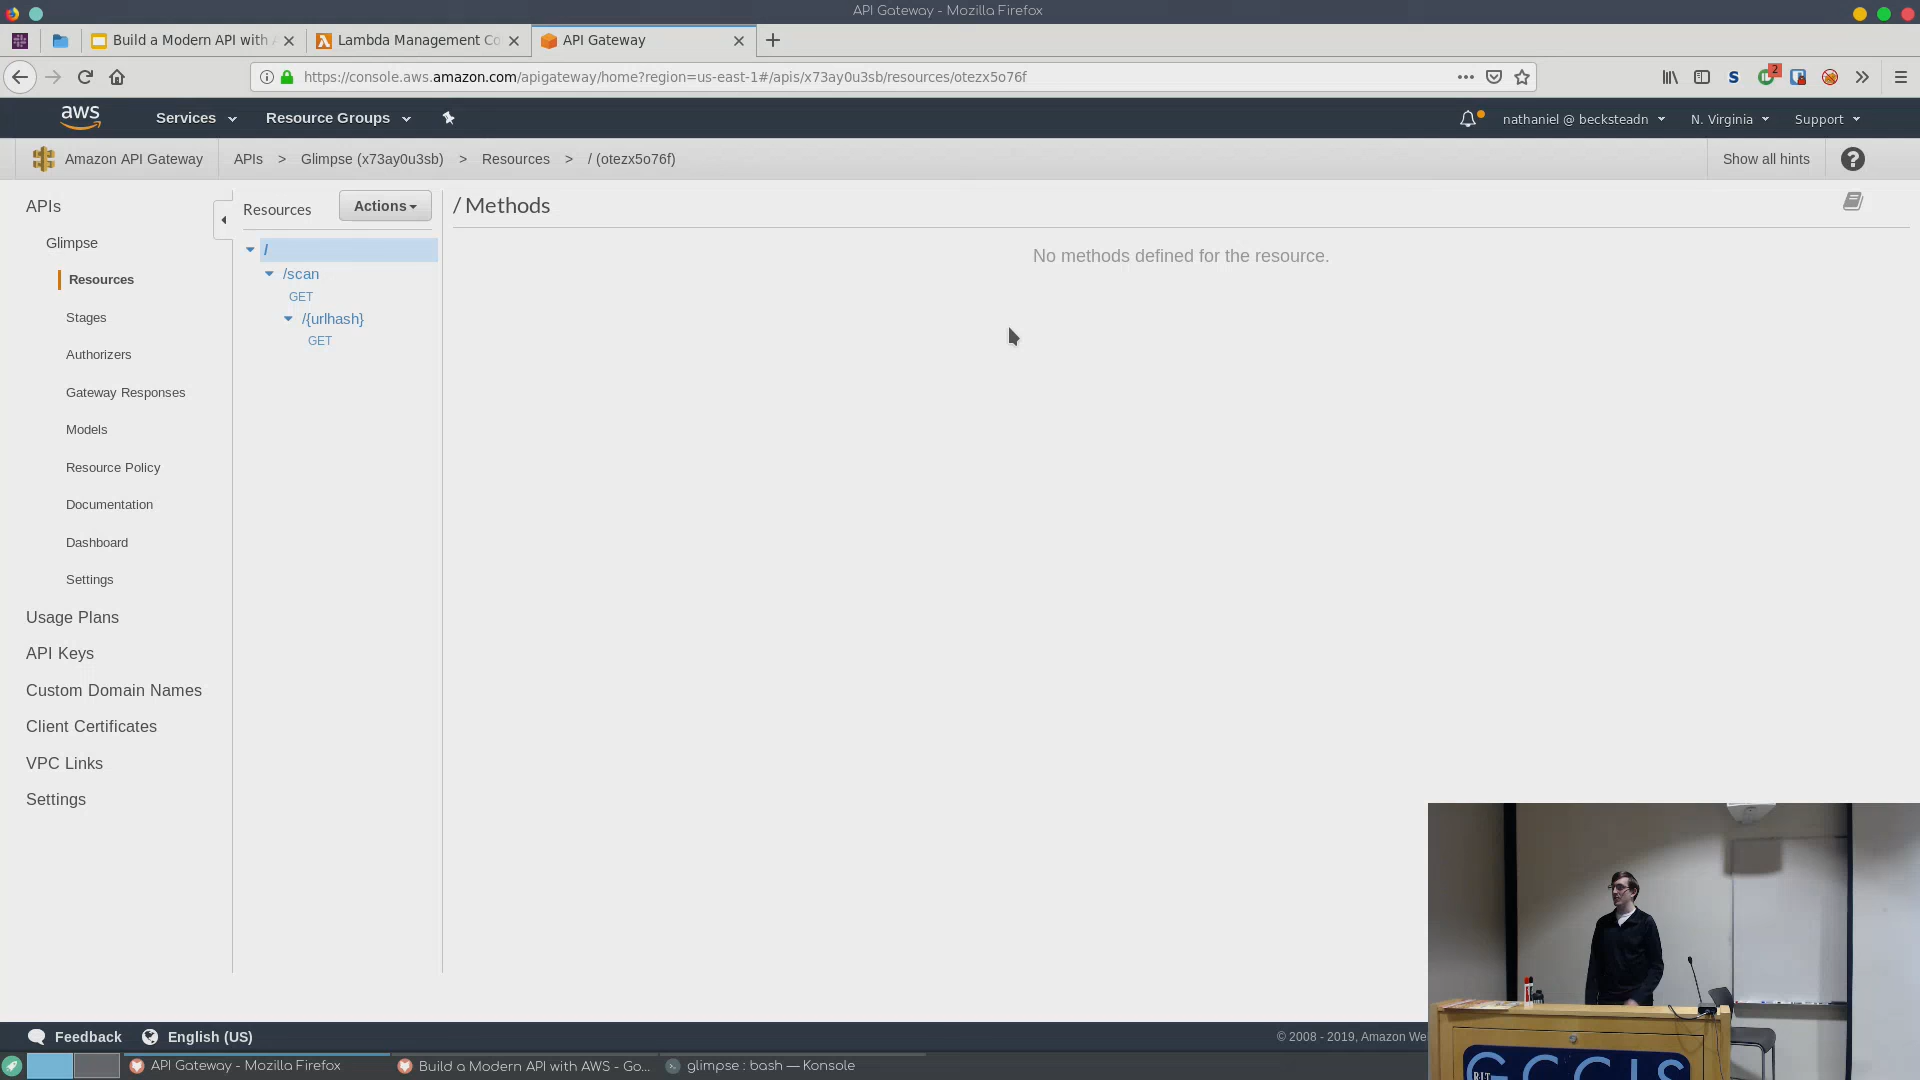 API Gateway - Mozilla Firefox
Build a Modern API with A
Lambda Management Co
API Gateway
https://console.aws.amazon.com/apigateway/home?region=us-east-1#/apis/x73ay0u3sb/resources/otezx5o76f
S
2
aws
Services
Resource Groups
nathaniel @ becksteadn
N. Virginia
Support
Amazon API Gateway
APIs > Glimpse (x73ay0u3sb) > Resources > / (otezx5o76f)
Show all hints
?
APIs
Glimpse
Resources
Stages
Authorizers
Gateway Responses
Models
Resource Policy
Documentation
Dashboard
Settings
Usage Plans
API Keys
Custom Domain Names
Client Certificates
VPC Links
Settings
Resources
Actions
/
/scan
GET
/{urlhash}
GET
/ Methods
No methods defined for the resource.
RIT
GCCIS
Feedback
English (US)
© 2008 - 2019, Amazon We
API Gateway - Mozilla Firefox
Build a Modern API with AWS - Go...
glimpse : bash — Konsole